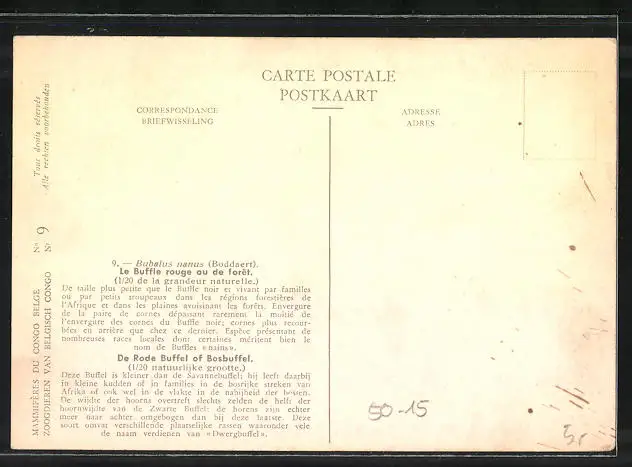 CARTE POSTALE
POSTKAART
CORRESPONDANCE
BRIEFWISSELING
ADRESSE
ADRES
Tous droits réservés
Alle rechten voorbehouden
MAMMIFÈRES DU CONGO BELGE N° 9
ZOOGDIEREN VAN BELGISCH CONGO Nr 9
9. — Bubalus nanus (Boddaert).
Le Buffle rouge ou de forêt.
(1/20 de la grandeur naturelle.)
De taille plus petite que le Buffle noir et vivant par familles
ou par petits troupeaux dans les régions forestières de
l'Afrique et dans les plaines avoisinant les forêts. Envergure
de la paire de cornes dépassant rarement la moitié de
l'envergure des cornes du Buffle noir; cornes plus recour-
bées en arrière que chez ce dernier. Espèce présentant de
nombreuses races locales dont certaines méritent bien le
nom de Buffles «nains».
De Rode Buffel of Bosbuffel.
(1/20 natuurlijke grootte.)
Deze Buffel is kleiner dan de Savannebuffel; hij leeft daarbij
in kleine kudden of in families in de bosrijke streken van
Afrika of ook wel in de vlakte in de nabijheid der bossen.
De wijdte der hoorns overtreft slechts zelden de helft der
hoornwijdte van de Zwarte Buffel; de horens zijn echter
meer naar achter omgebogen dan bij deze laatste. Deze
soort omvat verschillende plaatselijke rassen waaronder vele
de naam verdienen van «Dwergbuffel».
50-15